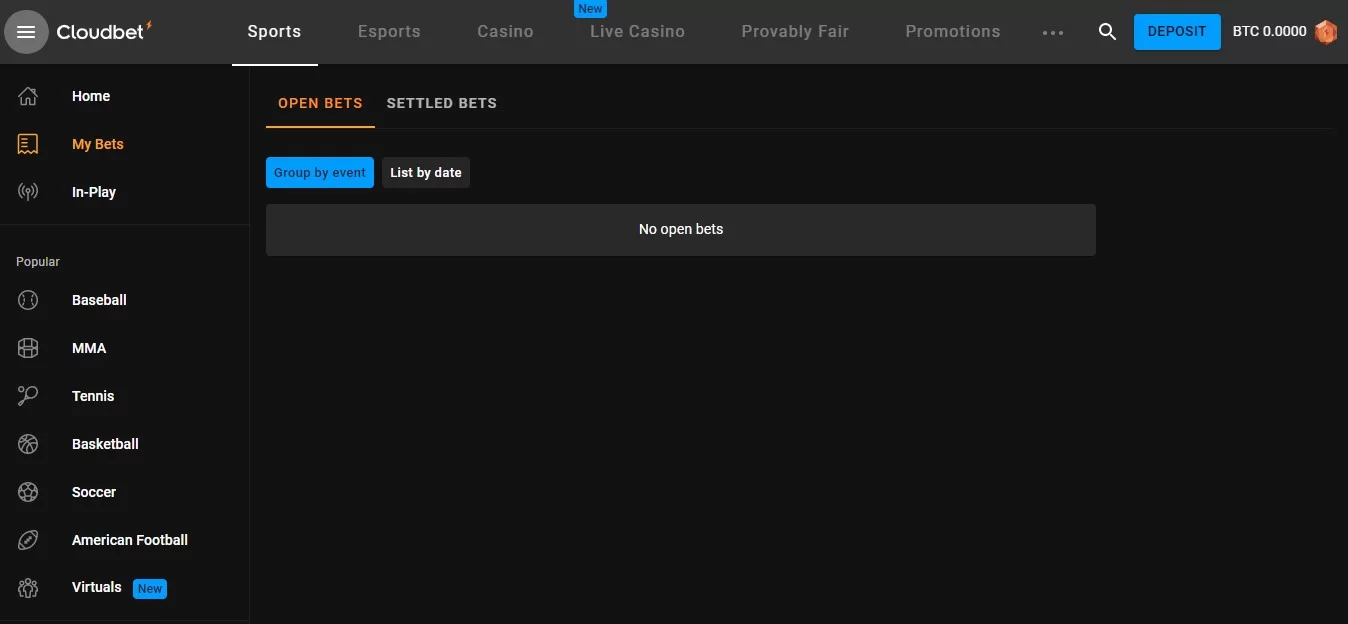 New
Cloudbet Sports Esports Casino Live Casino Provably Fair Promotions DEPOSIT BTC 0.0000
Home
OPEN BETS SETTLED BETS
My Bets
Group by event List by date
In-Play
No open bets
Popular
Baseball
MMA
Tennis
Basketball
Soccer
American Football
Virtuals New